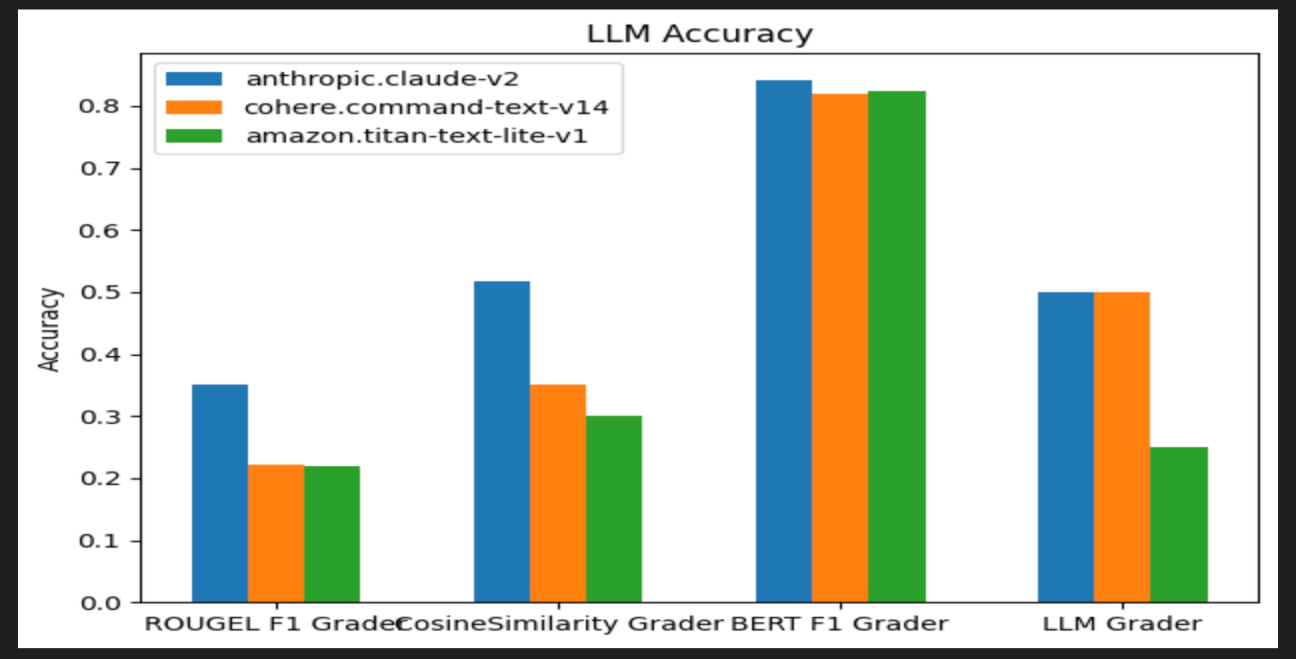 LLM Accuracy
anthropic.claude-v2
cohere.command-text-v14
amazon.titan-text-lite-v1
Accuracy
0.8
0.7
0.6
0.5
0.4
0.3
0.2
0.1
0.0
ROUGEL F1 Grader CosineSimilarity Grader BERT F1 Grader LLM Grader